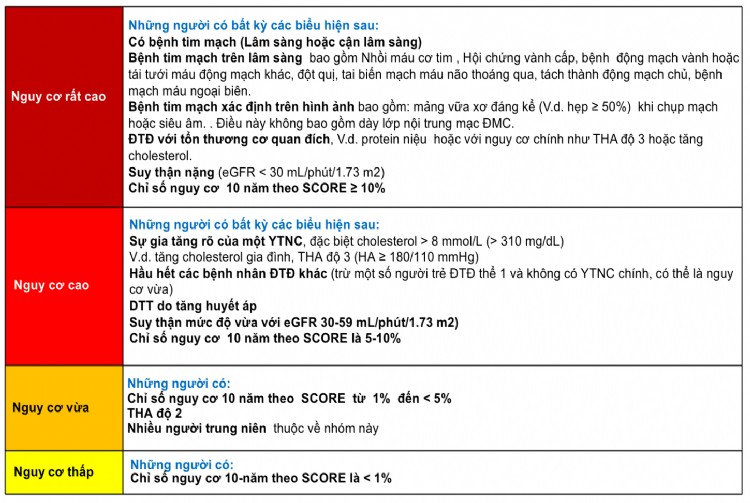 Nguy cơ rất cao
Những người có bất kỳ các biểu hiện sau:
Có bệnh tim mạch (Lâm sàng hoặc cận lâm sàng)
Bệnh tim mạch trên lâm sàng bao gồm Nhồi máu cơ tim , Hội chứng vành cấp, bệnh động mạch vành hoặc
tái tưới máu động mạch khác, đột quị, tai biến mạch máu não thoáng qua, tách thành động mạch chủ, bệnh
mạch máu ngoại biên.
Bệnh tim mạch xác định trên hình ảnh bao gồm: mảng vữa xơ đáng kể (V.d. hẹp ≥ 50%) khi chụp mạch
hoặc siêu âm. . Điều này không bao gồm dày lớp nội trung mạc ĐMC.
ĐTĐ với tổn thương cơ quan đích, V.d. protein niệu hoặc với nguy cơ chính như THA độ 3 hoặc tăng
cholesterol.
Suy thận nặng (eGFR < 30 mL/phút/1.73 m2)
Chỉ số nguy cơ 10 năm theo SCORE ≥ 10%
Nguy cơ cao
Những người có bất kỳ các biểu hiện sau:
Sự gia tăng rõ của một YTNC, đặc biệt cholesterol > 8 mmol/L (> 310 mg/dL)
V.d. tăng cholesterol gia đình, THA độ 3 (HA ≥ 180/110 mmHg)
Hầu hết các bệnh nhân ĐTĐ khác (trừ một số người trẻ ĐTĐ thể 1 và không có YTNC chính, có thể là nguy
cơ vừa)
DTT do tăng huyết áp
Suy thận mức độ vừa với eGFR 30-59 mL/phút/1.73 m2)
Chỉ số nguy cơ 10 năm theo SCORE là 5-10%
Nguy cơ vừa
Những người có:
Chỉ số nguy cơ 10 năm theo SCORE từ 1% đến < 5%
THA độ 2
Nhiều người trung niên thuộc về nhóm này
Nguy cơ thấp
Những người có:
Chỉ số nguy cơ 10-năm theo SCORE là < 1%